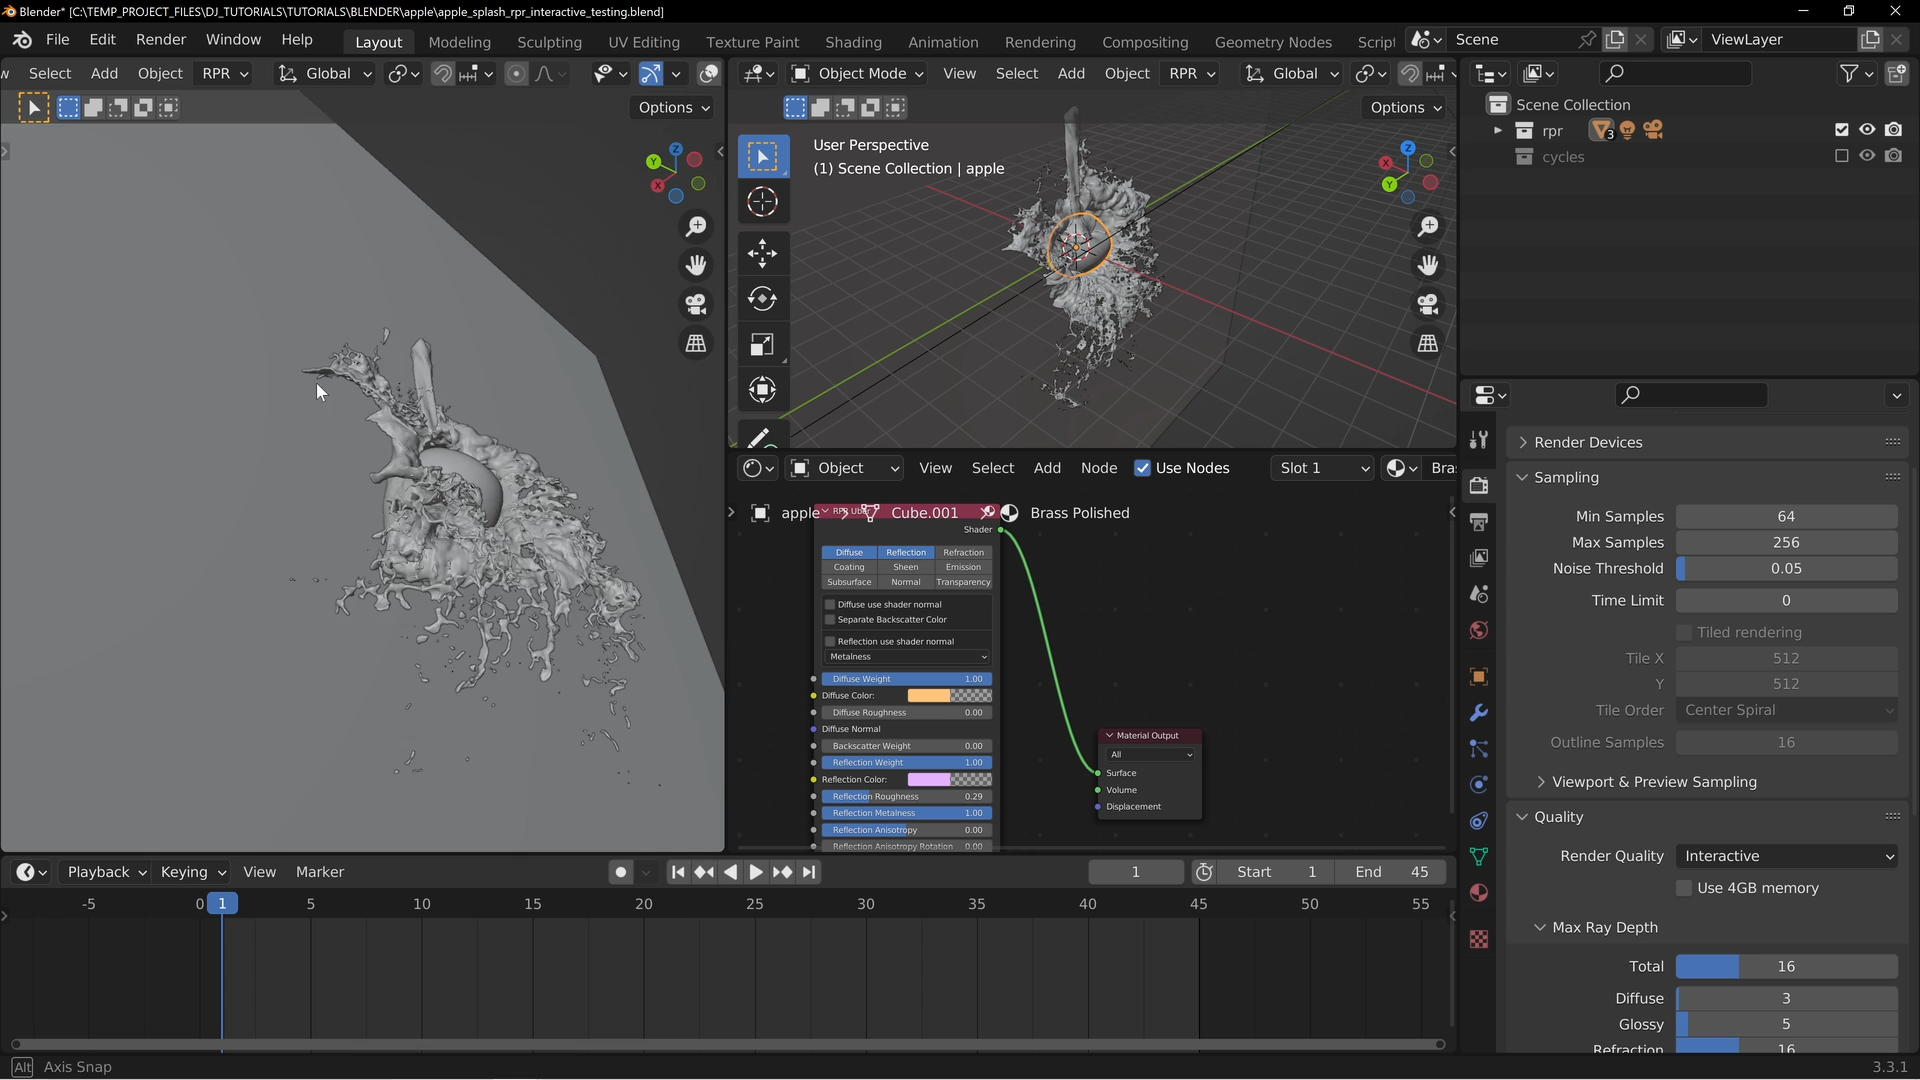 Blender* [C:\TEMP_PROJECT_FILES\DJ_TUTORIALS\TUTORIALS\BLENDER\apple\apple_splash_rpr_interactive_testing.blend]
File Edit Render Window Help Layout Modeling Sculpting UV Editing Texture Paint Shading Animation Rendering Compositing Geometry Nodes Script Scene ViewLayer
w Select Add Object RPR Global
Options
Object Mode View Select Add Object RPR Global
Options
User Perspective
(1) Scene Collection | apple
X Y Z
X Y Z
Scene Collection
rpr 3
cycles
Object View Select Add Node Use Nodes Slot 1 Bra
apple Cube.001 Brass Polished
Shader
Diffuse Reflection Refraction
Coating Sheen Emission
Subsurface Normal Transparency
Diffuse use shader normal
Separate Backscatter Color
Reflection use shader normal
Metalness
Diffuse Weight 1.00
Diffuse Color:
Diffuse Roughness 0.00
Diffuse Normal
Backscatter Weight 0.00
Reflection Weight 1.00
Reflection Color:
Reflection Roughness 0.29
Reflection Metalness 1.00
Reflection Anisotropy 0.00
Reflection Anisotropy Rotation 0.00
Material Output
All
Surface
Volume
Displacement
Render Devices
Sampling
Min Samples 64
Max Samples 256
Noise Threshold 0.05
Time Limit 0
Tiled rendering
Tile X 512
Y 512
Tile Order Center Spiral
Outline Samples 16
Viewport & Preview Sampling
Quality
Render Quality Interactive
Use 4GB memory
Max Ray Depth
Total 16
Diffuse 3
Glossy 5
Refraction 16
Playback Keying View Marker 1 Start 1 End 45
-5 0 1 5 10 15 20 25 30 35 40 45 50 55
Alt Axis Snap
3.3.1